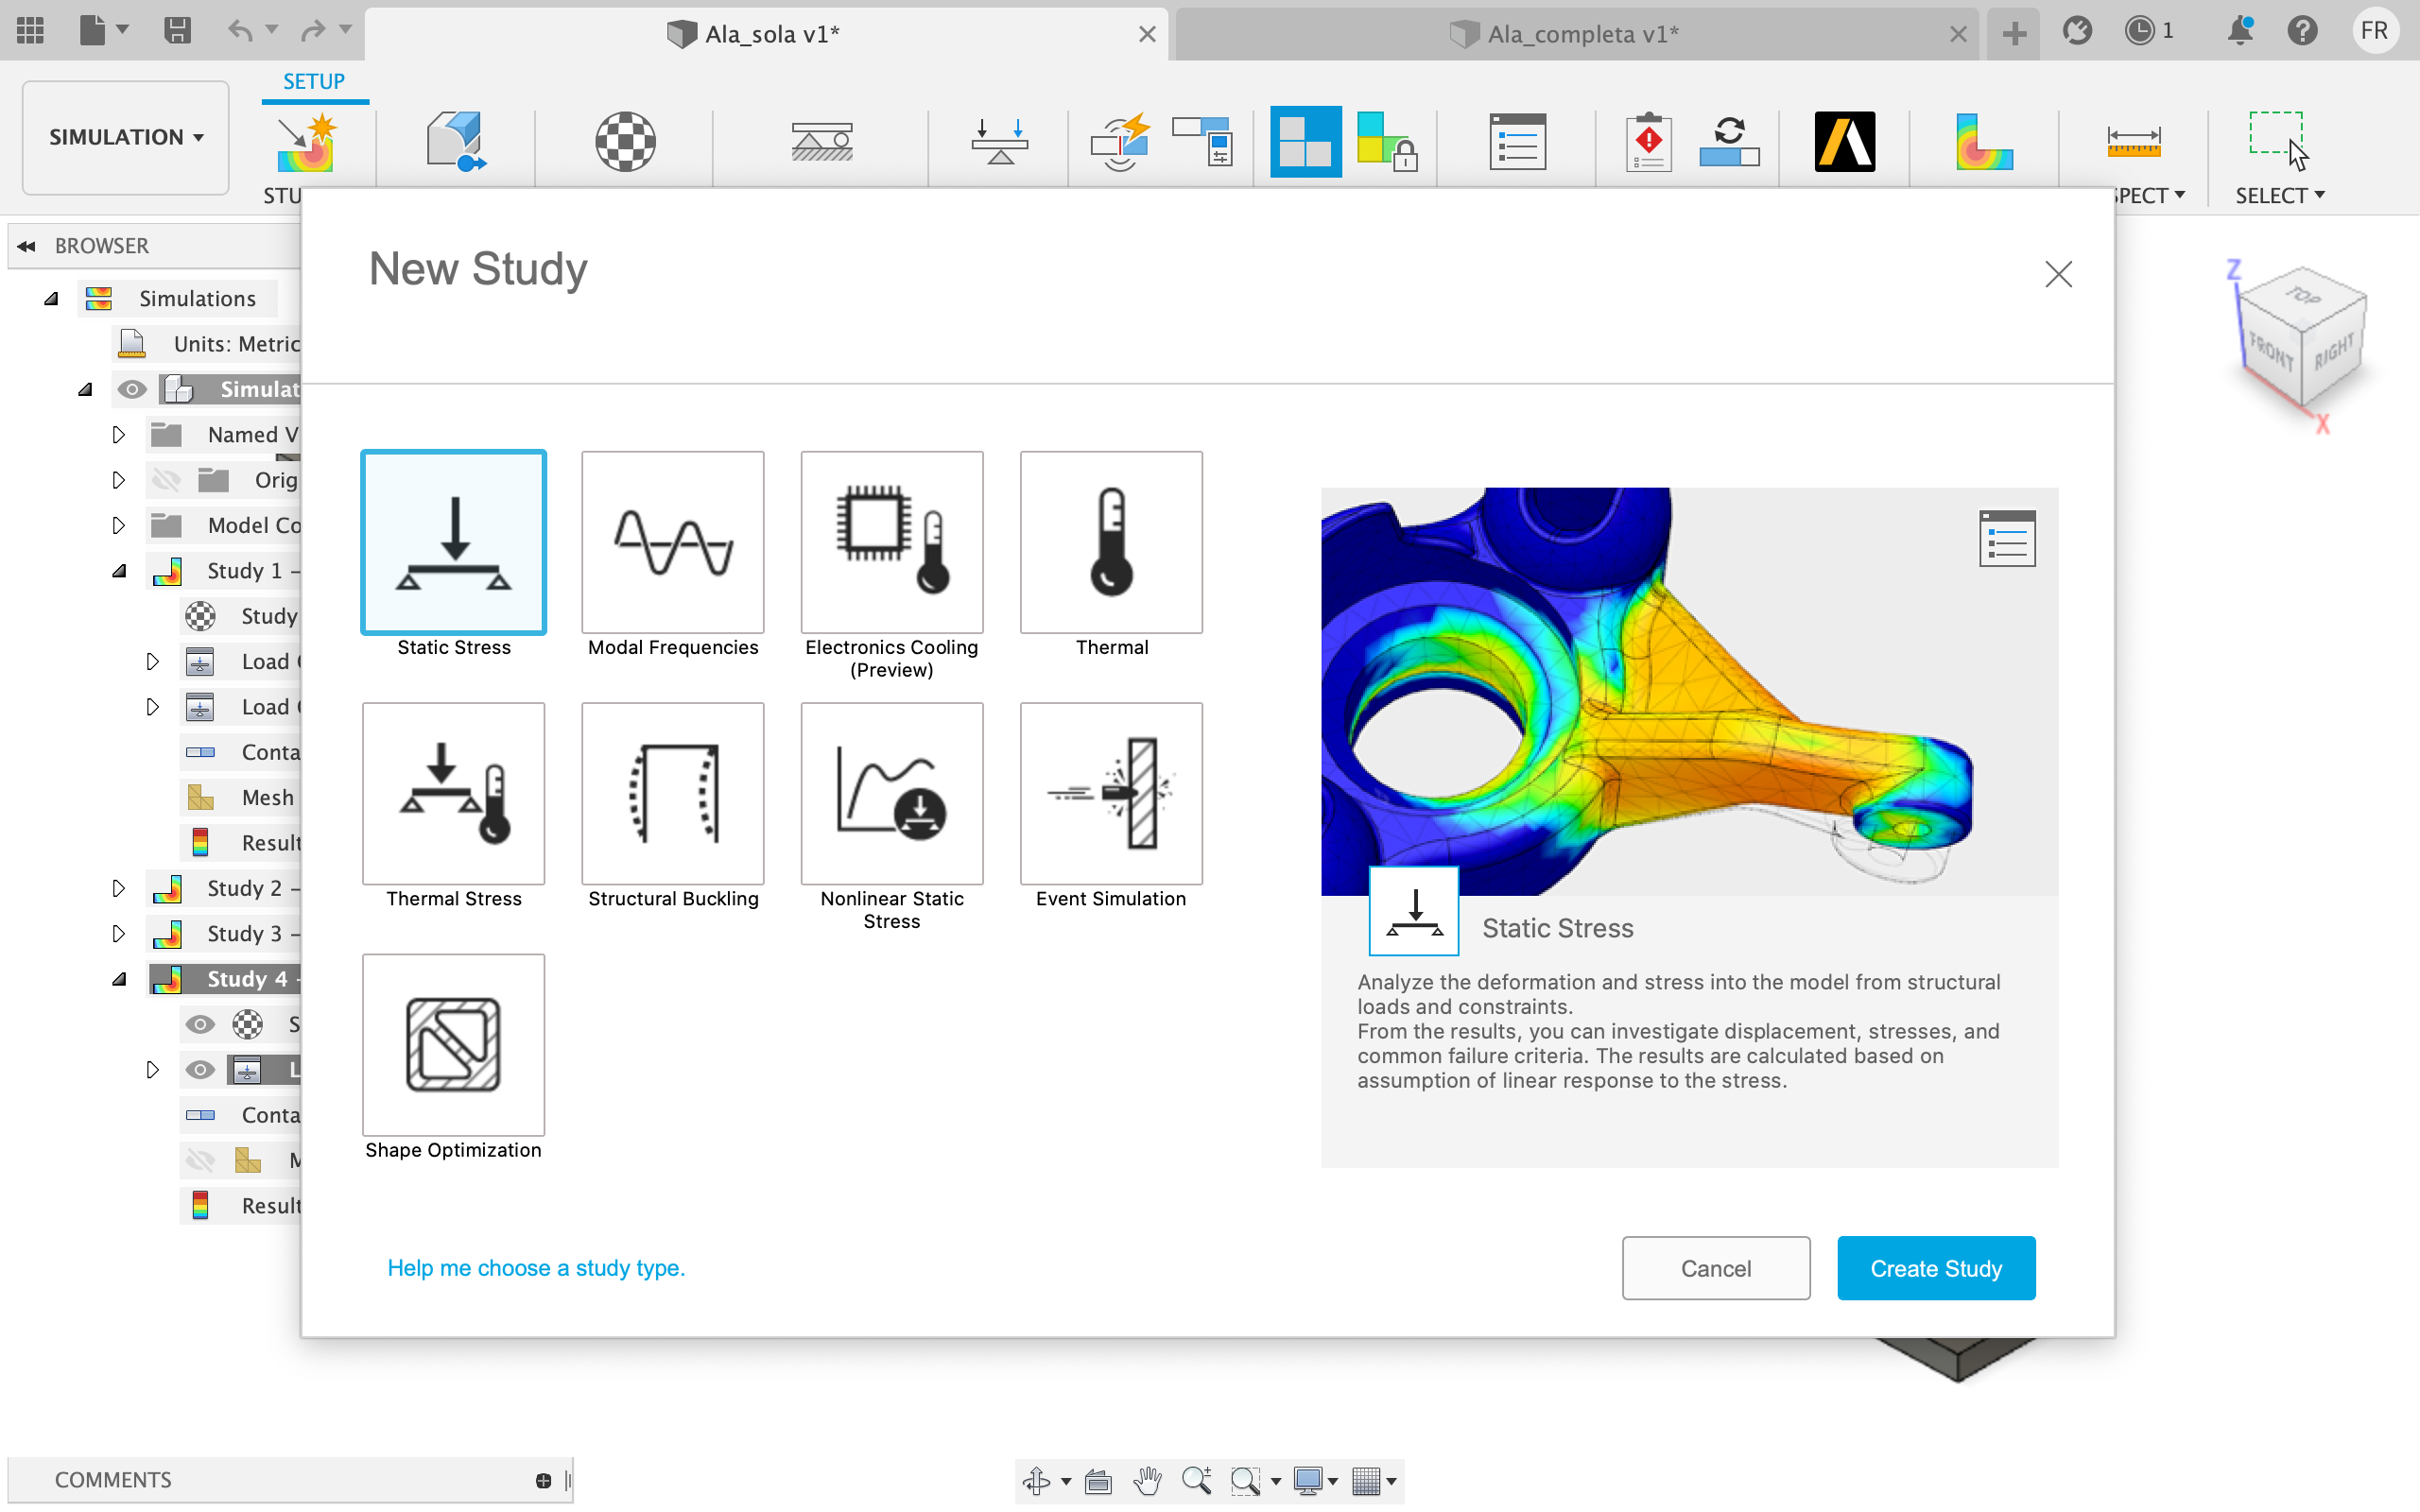 Ala_sola v1*
Ala_completa v1*
1
FR
SETUP
SIMULATION
STU
SPECT
SELECT
BROWSER
Simulations
Units: Metric
Simulat
Named V
Orig
Model Co
Study 1 –
Study
Load
Load
Conta
Mesh
Result
Study 2 –
Study 3 –
Study 4 -
S
L
Conta
M
Result
New Study
Static Stress
Modal Frequencies
Electronics Cooling
(Preview)
Thermal
Thermal Stress
Structural Buckling
Nonlinear Static
Stress
Event Simulation
Shape Optimization
Static Stress
Analyze the deformation and stress into the model from structural
loads and constraints.
From the results, you can investigate displacement, stresses, and
common failure criteria. The results are calculated based on
assumption of linear response to the stress.
Help me choose a study type.
Cancel
Create Study
Z
TOP
FRONT
RIGHT
X
COMMENTS